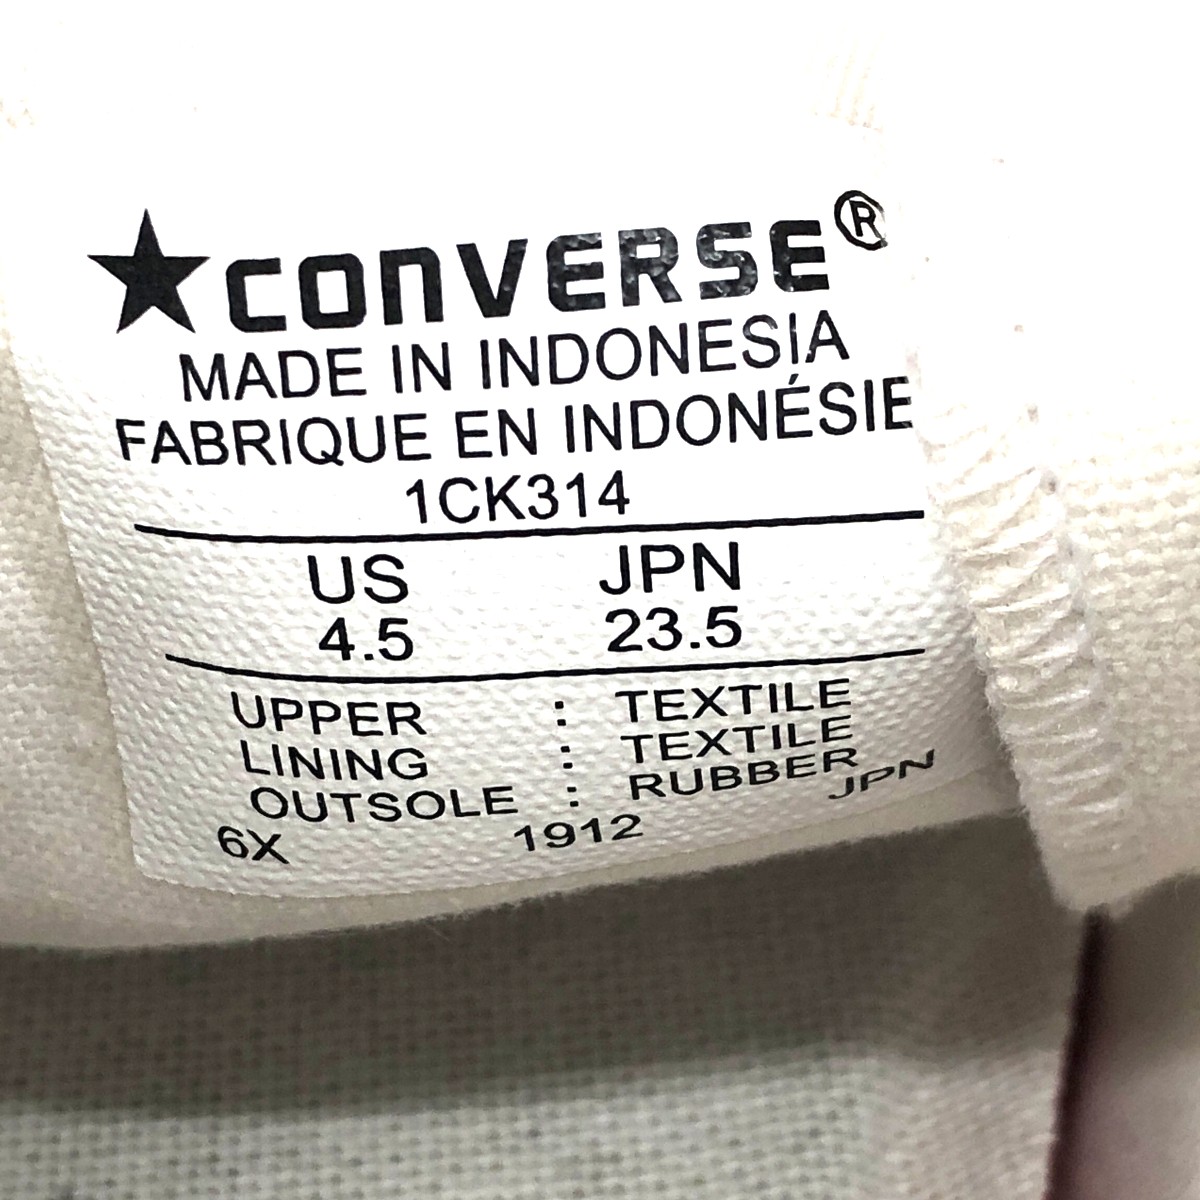 ★CONVERSE®
MADE IN INDONESIA
FABRIQUE EN INDONÉSIE
1CK314
US JPN
4.5 23.5
UPPER : TEXTILE
LINING : TEXTILE
OUTSOLE : RUBBER
6X 1912 JPN